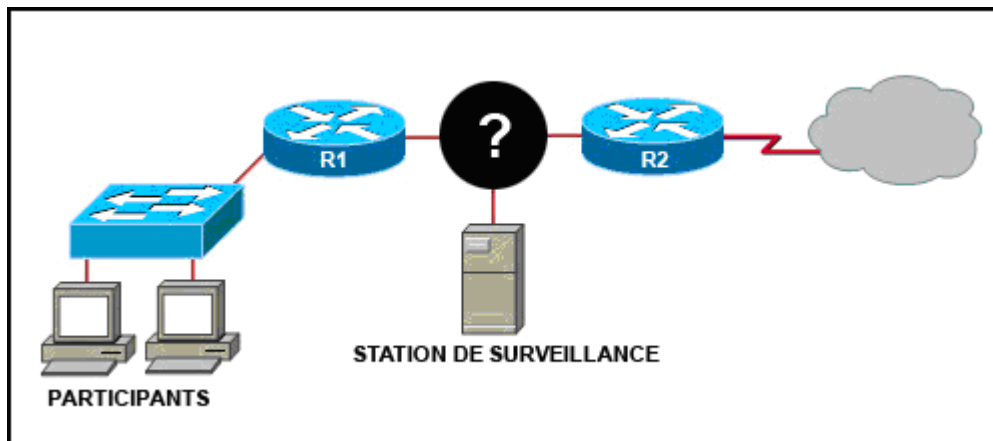 R1
?
R2
STATION DE SURVEILLANCE
PARTICIPANTS